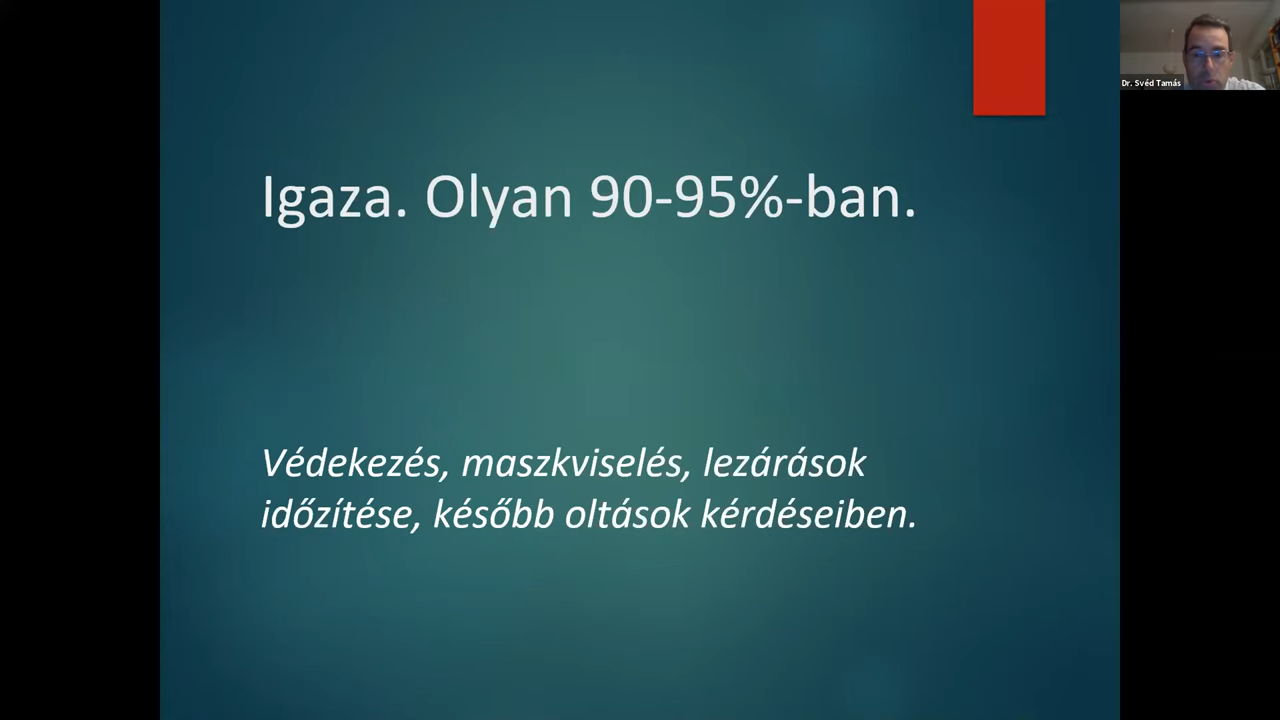 Dr. Svéd Tamás
Igaza. Olyan 90-95%-ban.
Védekezés, maszkviselés, lezárások
időzítése, később oltások kérdéseiben.